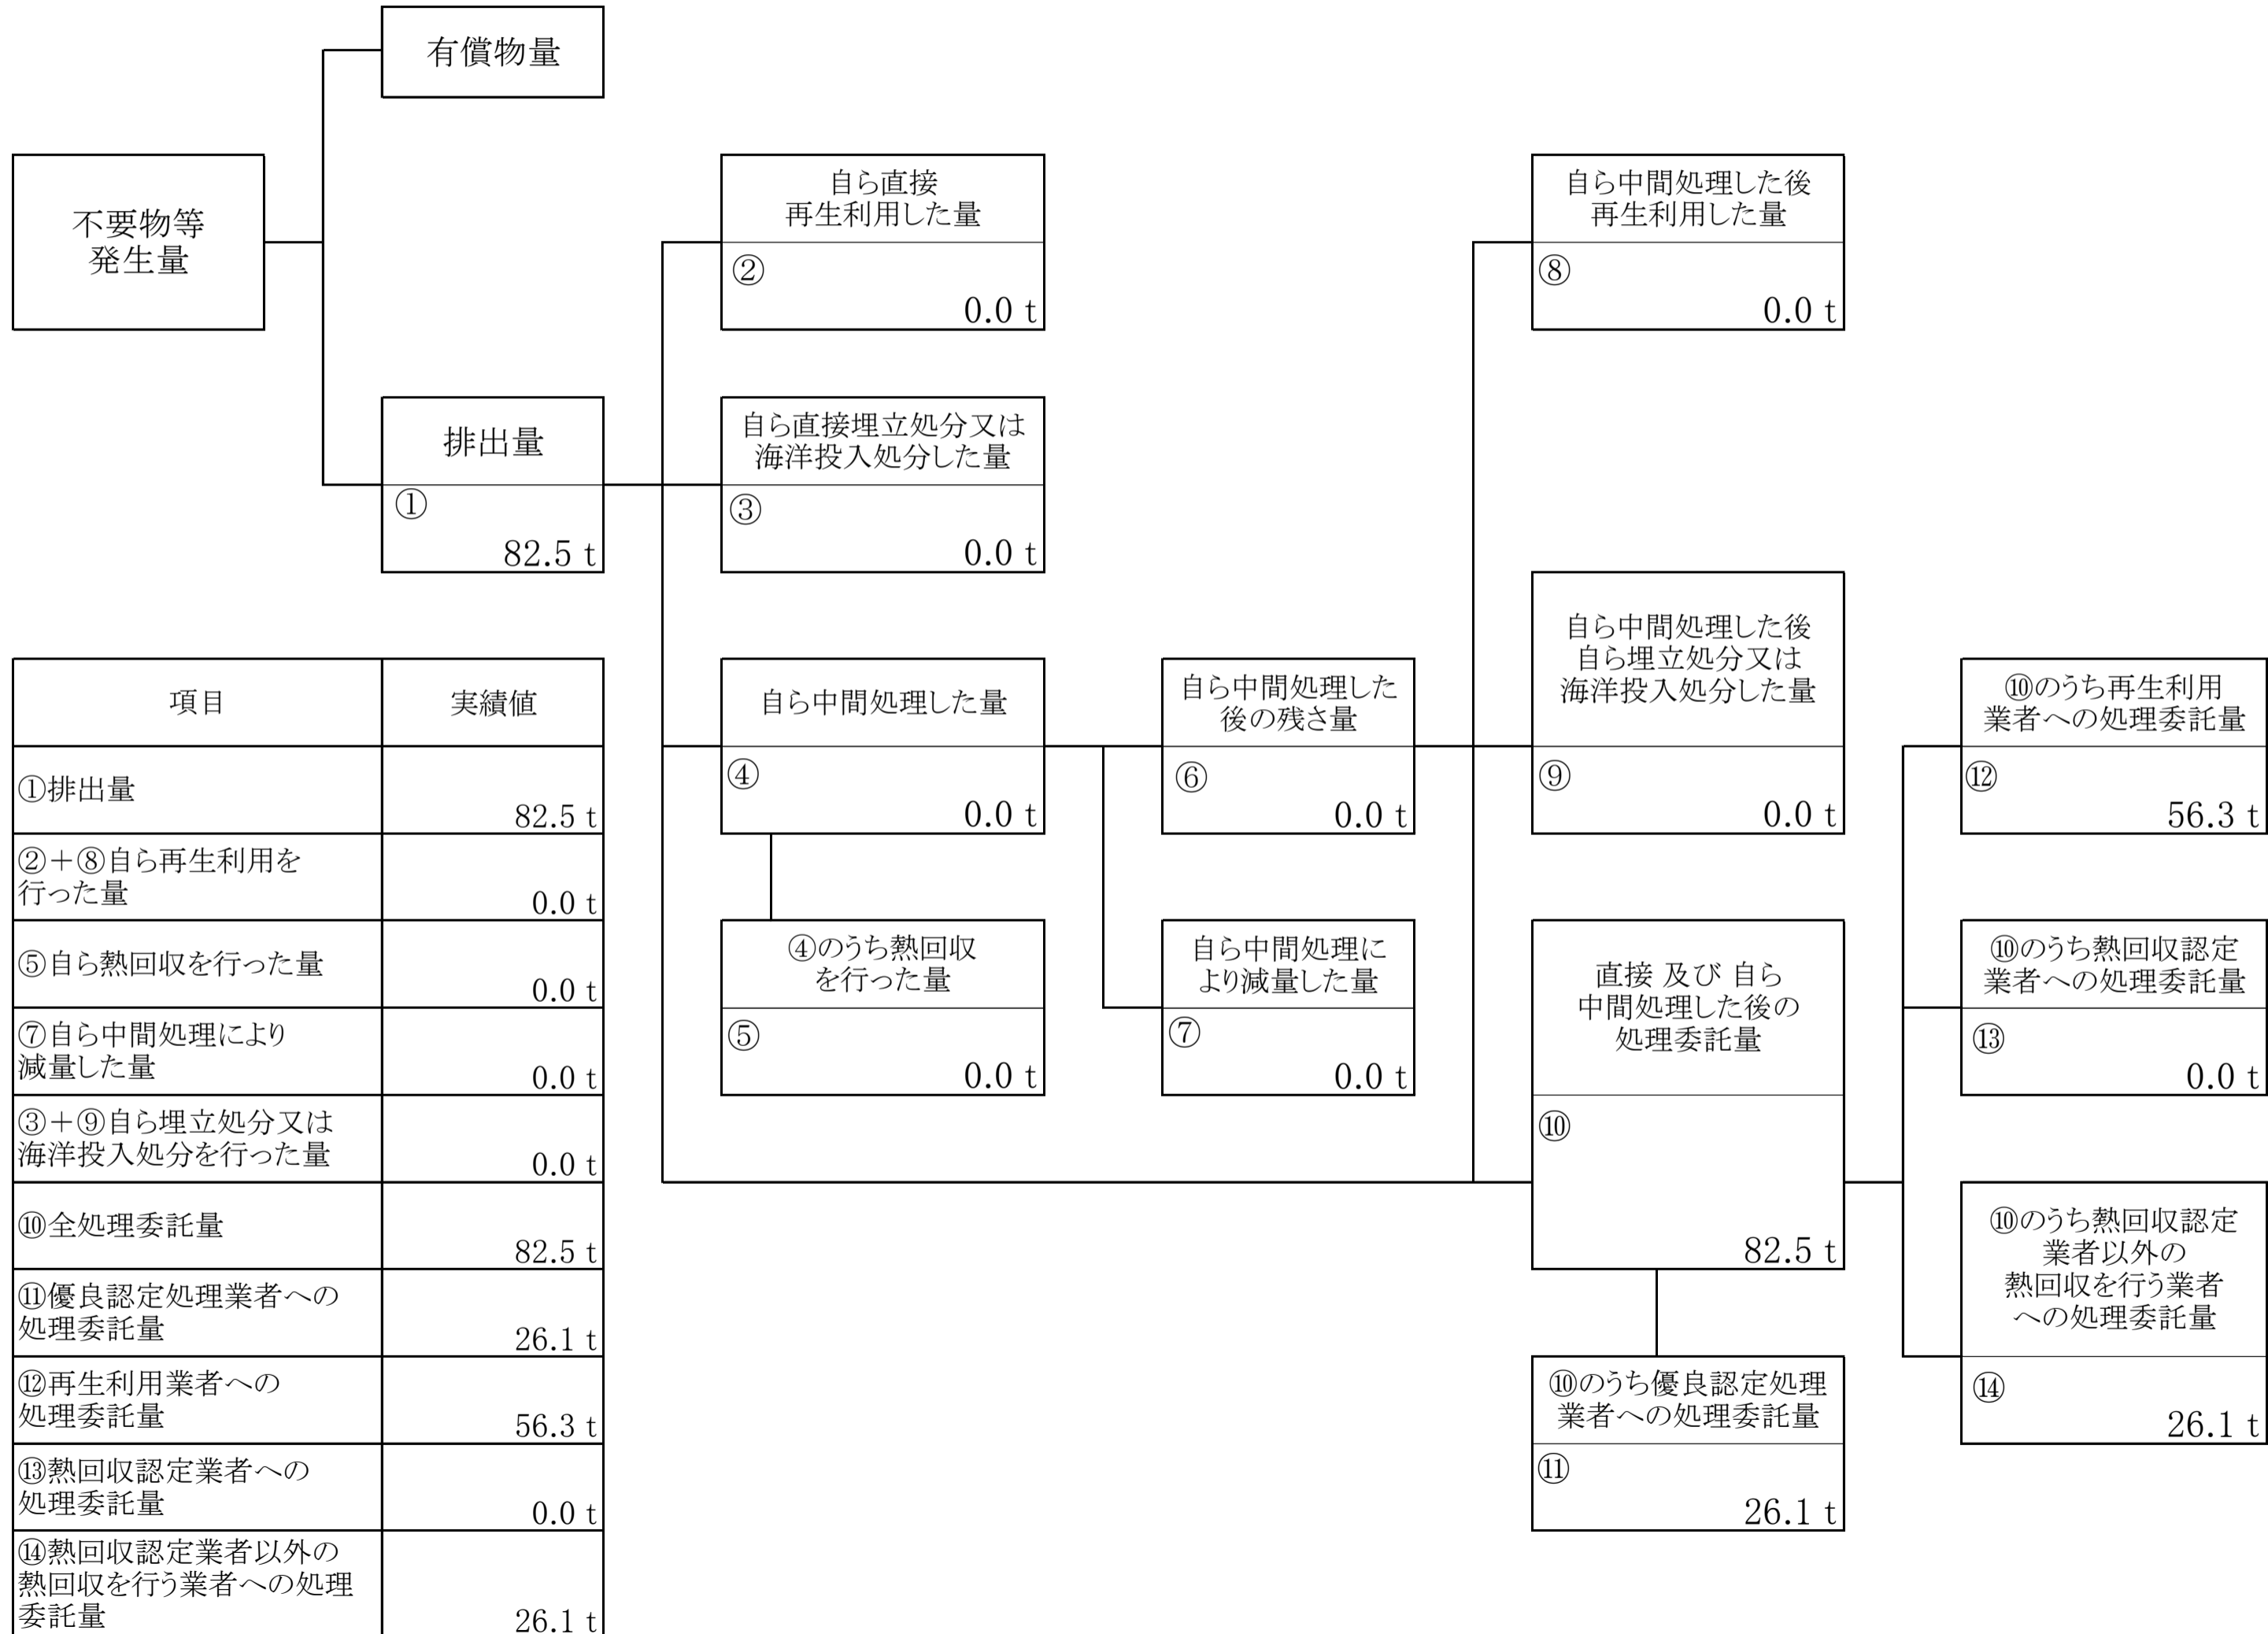 有償物量
不要物等
発生量
自ら直接
再生利用した量
②
0.0 t
自ら中間処理した後
再生利用した量
⑧
0.0 t
排出量
①
82.5 t
自ら直接埋立処分又は
海洋投入処分した量
③
0.0 t
自ら中間処理した量
④
0.0 t
自ら中間処理した
後の残さ量
⑥
0.0 t
自ら中間処理した後
自ら埋立処分又は
海洋投入処分した量
⑨
0.0 t
⑩のうち再生利用
業者への処理委託量
⑫
56.3 t
④のうち熱回収
を行った量
⑤
0.0 t
自ら中間処理に
より減量した量
⑦
0.0 t
直接 及び 自ら
中間処理した後の
処理委託量
⑩
82.5 t
⑩のうち熱回収認定
業者への処理委託量
⑬
0.0 t
⑩のうち熱回収認定
業者以外の
熱回収を行う業者
への処理委託量
⑭
26.1 t
⑩のうち優良認定処理
業者への処理委託量
⑪
26.1 t
項目 実績値
①排出量
82.5 t
②＋⑧自ら再生利用を
行った量
0.0 t
⑤自ら熱回収を行った量
0.0 t
⑦自ら中間処理により
減量した量
0.0 t
③＋⑨自ら埋立処分又は
海洋投入処分を行った量
0.0 t
⑩全処理委託量
82.5 t
⑪優良認定処理業者への
処理委託量
26.1 t
⑫再生利用業者への
処理委託量
56.3 t
⑬熱回収認定業者への
処理委託量
0.0 t
⑭熱回収認定業者以外の
熱回収を行う業者への処理
委託量
26.1 t